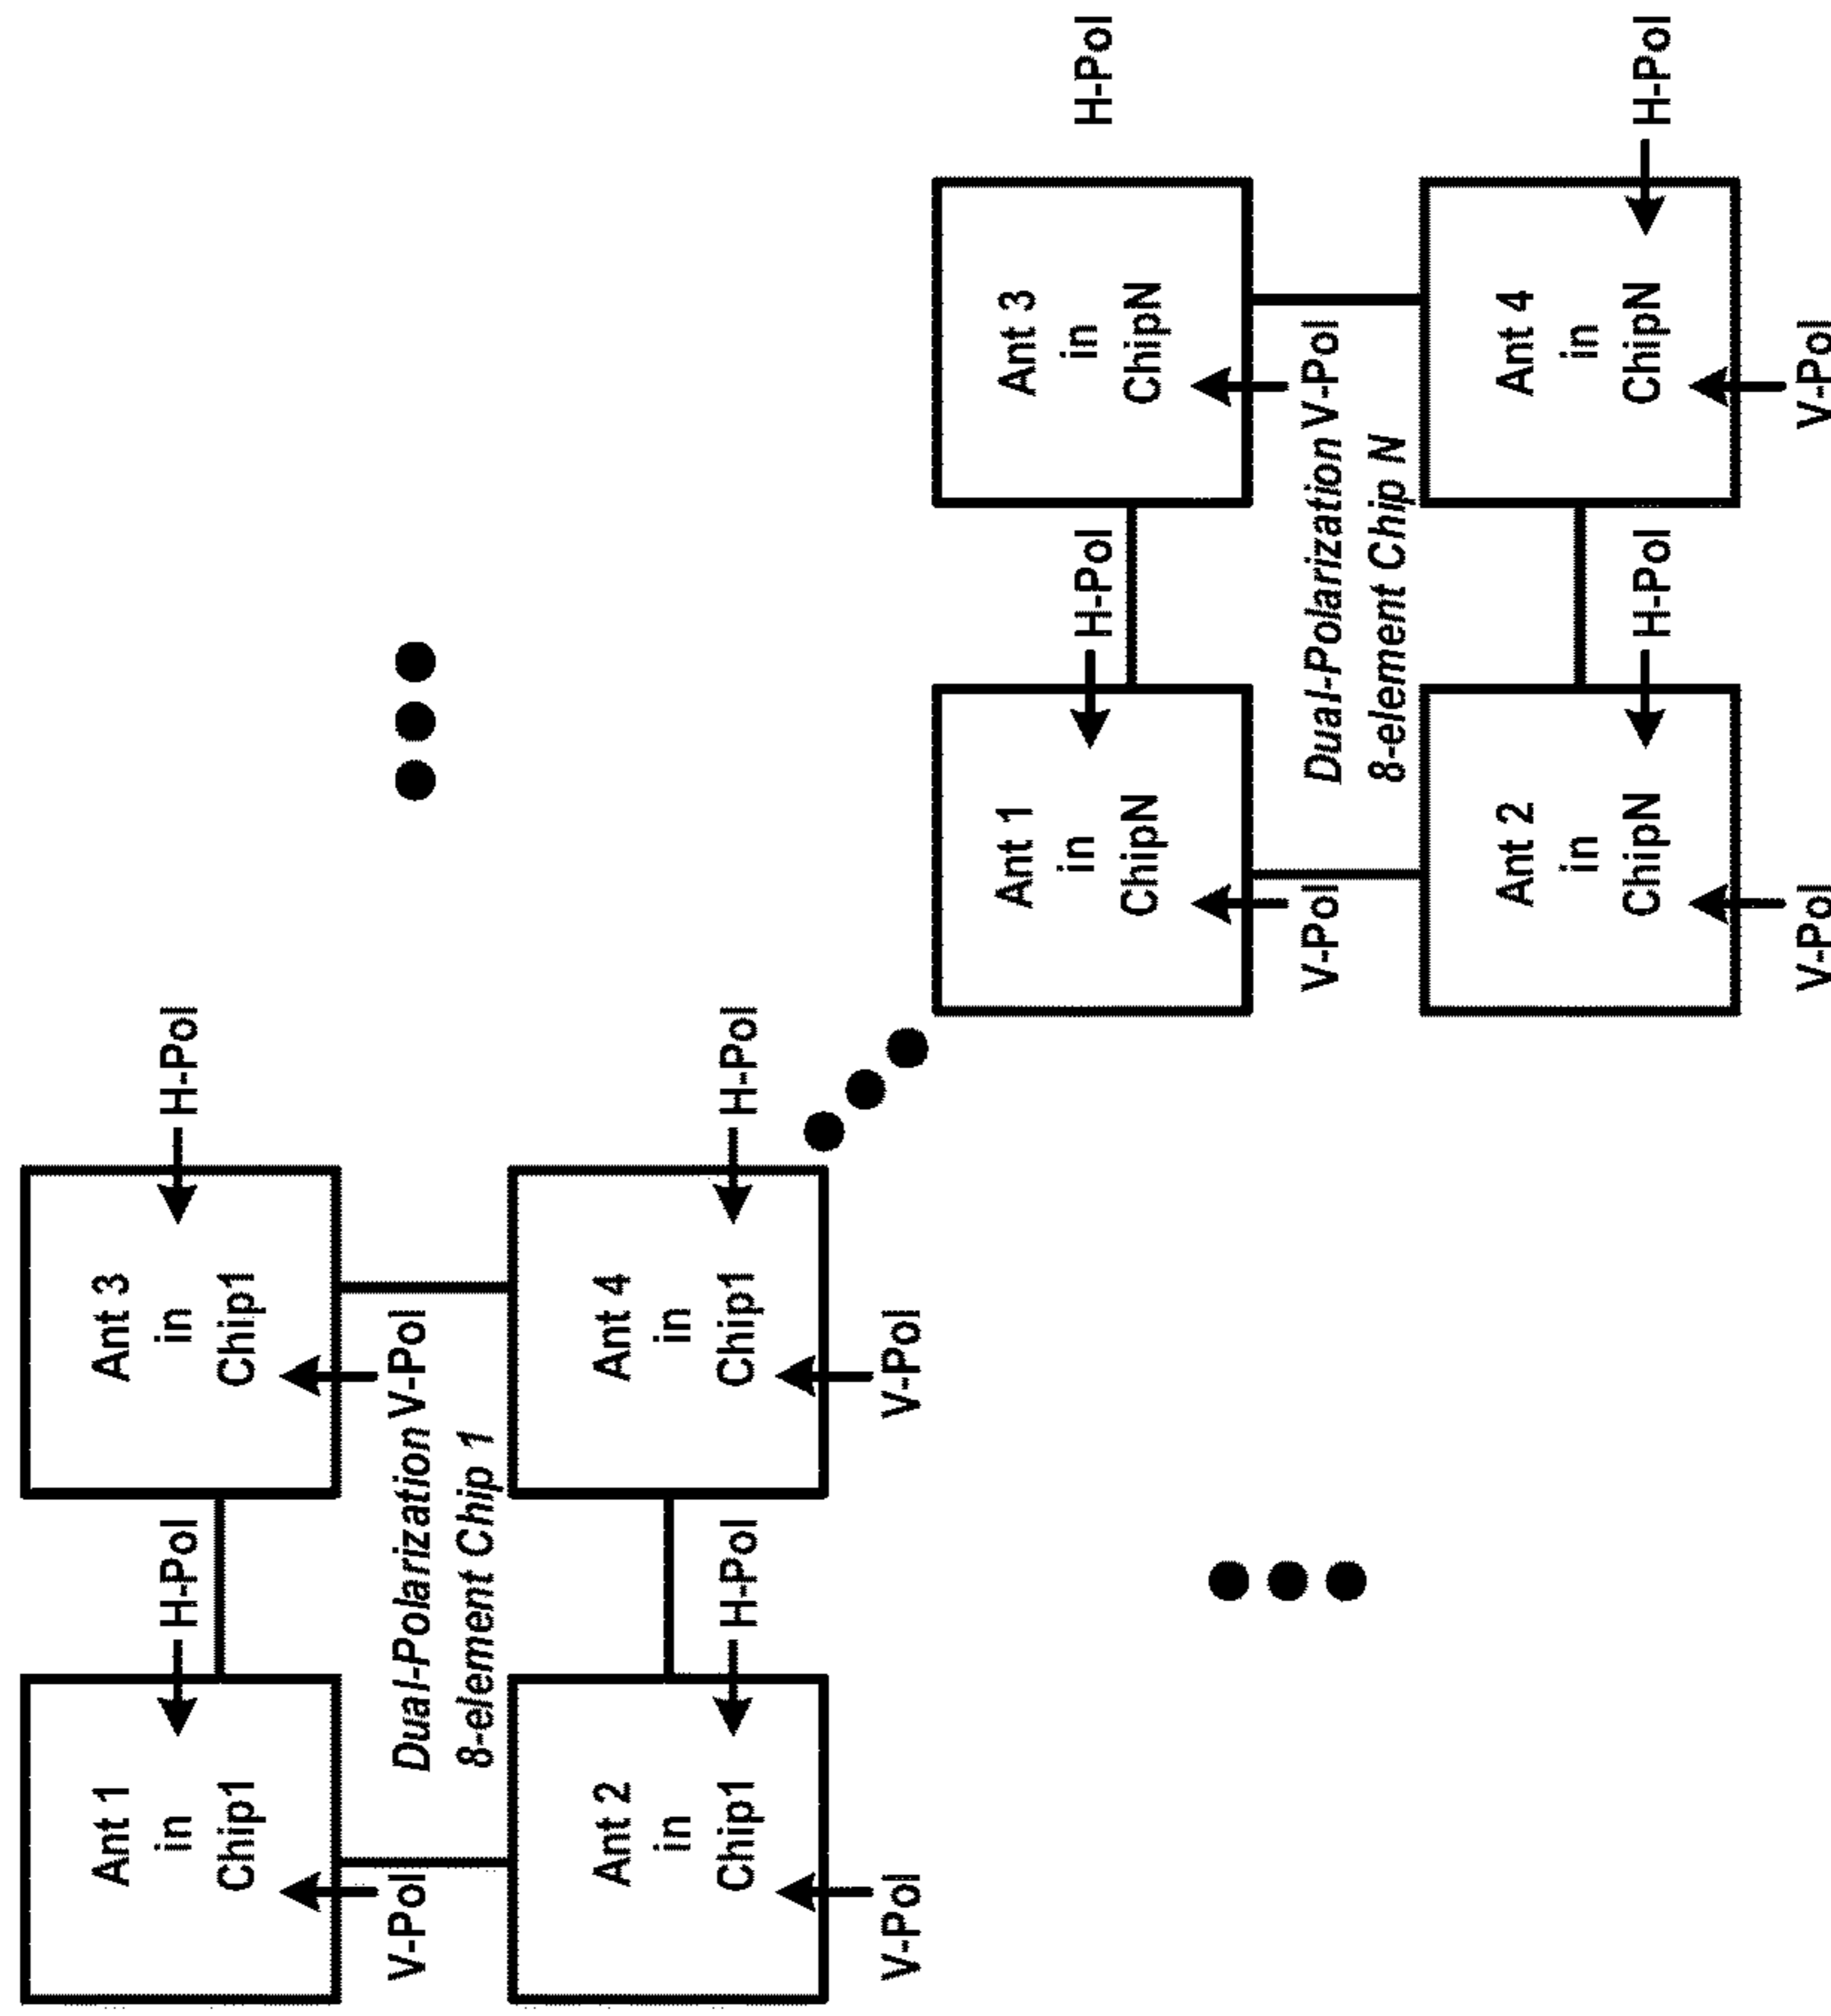 Ant 1
in
Chip1
H-Pol
Ant 3
in
Chip1
H-Pol
V-Pol
Dual-Polarization
8-element Chip 1
V-Pol
Ant 2
in
Chip1
H-Pol
Ant 4
in
Chip1
H-Pol
V-Pol
V-Pol
Ant 1
in
ChipN
H-Pol
Ant 3
in
ChipN
H-Pol
V-Pol
Dual-Polarization
8-element Chip N
V-Pol
Ant 2
in
ChipN
H-Pol
Ant 4
in
ChipN
H-Pol
V-Pol
V-Pol